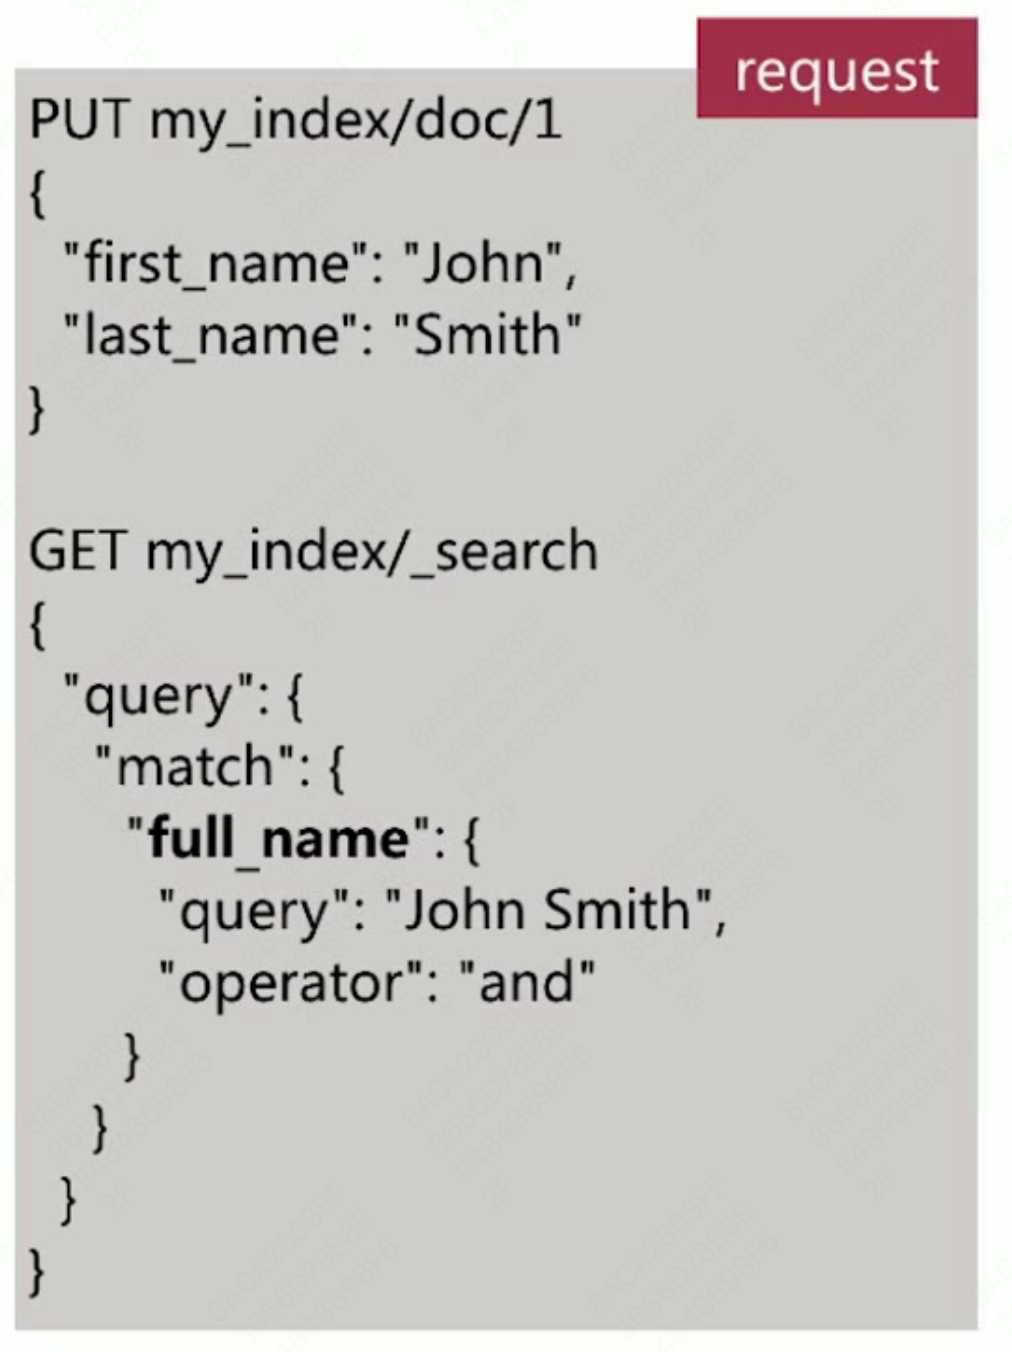 request
PUT my_index/doc/1
{
"first_name": "John",
"last_name": "Smith"
}
GET my_index/_search
{
"query": {
"match": {
"full_name": {
"query": "John Smith",
"operator": "and"
}
}
}
}